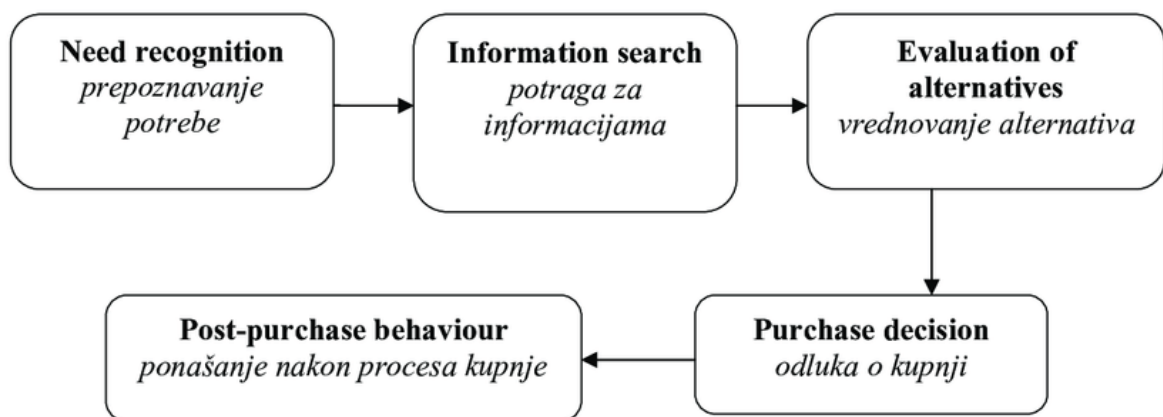 Need recognition
prepoznavanje
potrebe
Information search
potraga za
informacijama
Evaluation of
alternatives
vrednovanje alternativa
Purchase decision
odluka o kupnji
Post-purchase behaviour
ponašanje nakon procesa kupnje